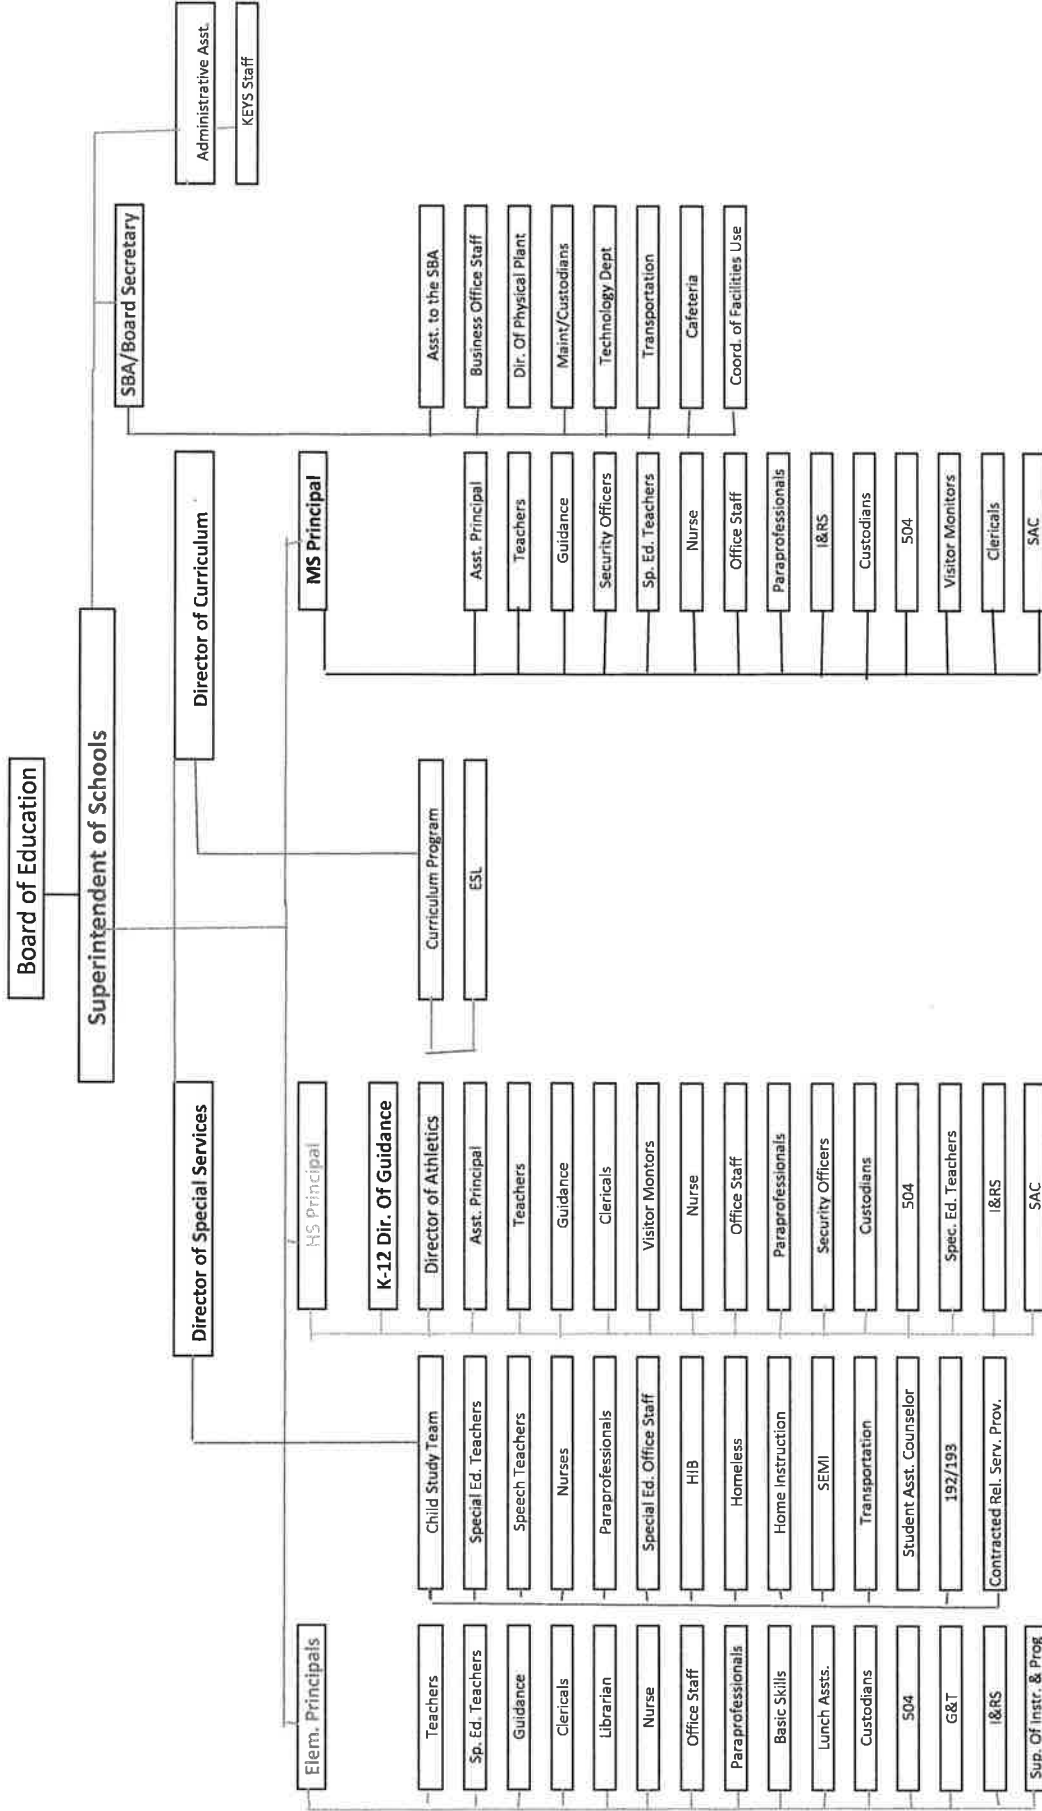 Board of Education
Superintendent of Schools
SBA/Board Secretary
Director of Special Services
Director of Curriculum
Administrative Asst.
KEYS Staff
Elem. Principals
Teachers
Sp. Ed. Teachers
Guidance
Clericals
Librarian
Nurse
Office Staff
Paraprofessionals
Basic Skills
Lunch Assts.
Custodians
504
G&T
I&RS
Sup. Of Instr. & Prog
Child Study Team
Special Ed. Teachers
Speech Teachers
Nurses
Paraprofessionals
Special Ed. Office Staff
HIB
Homeless
Home Instruction
SEMI
Transportation
Student Asst. Counselor
192/193
Contracted Rel. Serv. Prov.
HS Principal
K-12 Dir. Of Guidance
Director of Athletics
Asst. Principal
Teachers
Guidance
Clericals
Visitor Montors
Nurse
Office Staff
Paraprofessionals
Security Officers
Custodians
504
Spec. Ed. Teachers
I&RS
SAC
Curriculum Program
ESL
MS Principal
Asst. Principal
Teachers
Guidance
Security Officers
Sp. Ed. Teachers
Nurse
Office Staff
Paraprofessionals
I&RS
Custodians
504
Visitor Monitors
Clericals
SAC
Asst. to the SBA
Business Office Staff
Dir. Of Physical Plant
Maint/Custodians
Technology Dept
Transportation
Cafeteria
Coord. of Facilities Use